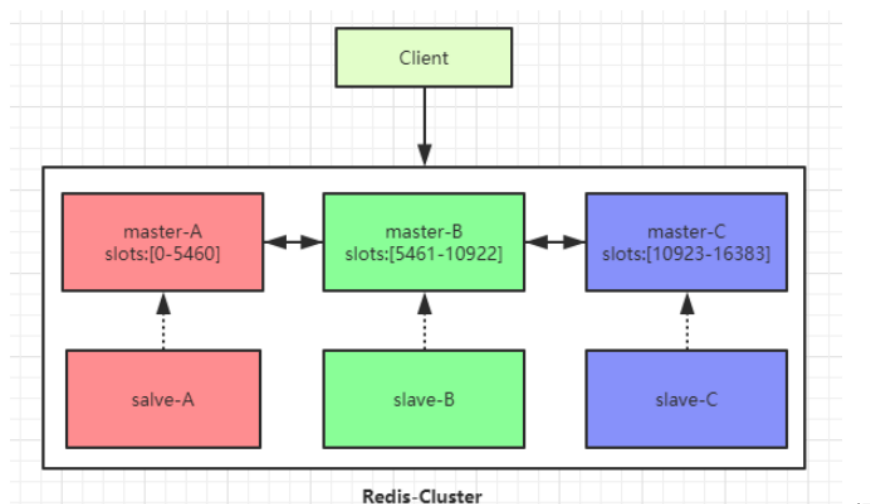 Client
master-A
slots:[0-5460]
master-B
slots:[5461-10922]
master-C
slots:[10923-16383]
salve-A
slave-B
slave-C
Redis-Cluster